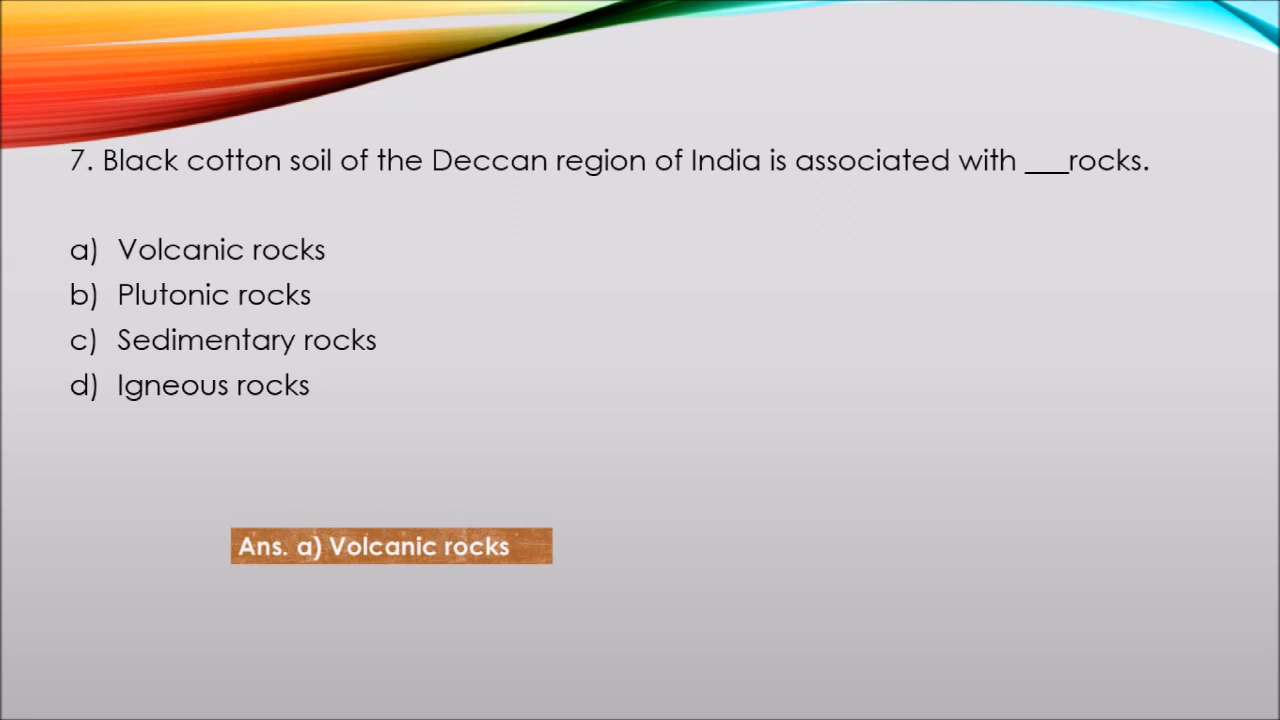 7. Black cotton soil of the Deccan region of India is associated with ___rocks.
a) Volcanic rocks
b) Plutonic rocks
c) Sedimentary rocks
d) Igneous rocks
Ans. a) Volcanic rocks